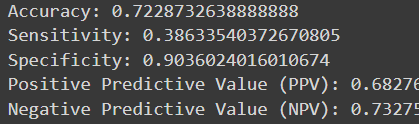 Accuracy: 0.7228732638888888
Sensitivity: 0.38633540372670805
Specificity: 0.9036024016010674
Positive Predictive Value (PPV): 0.68276
Negative Predictive Value (NPV): 0.73275